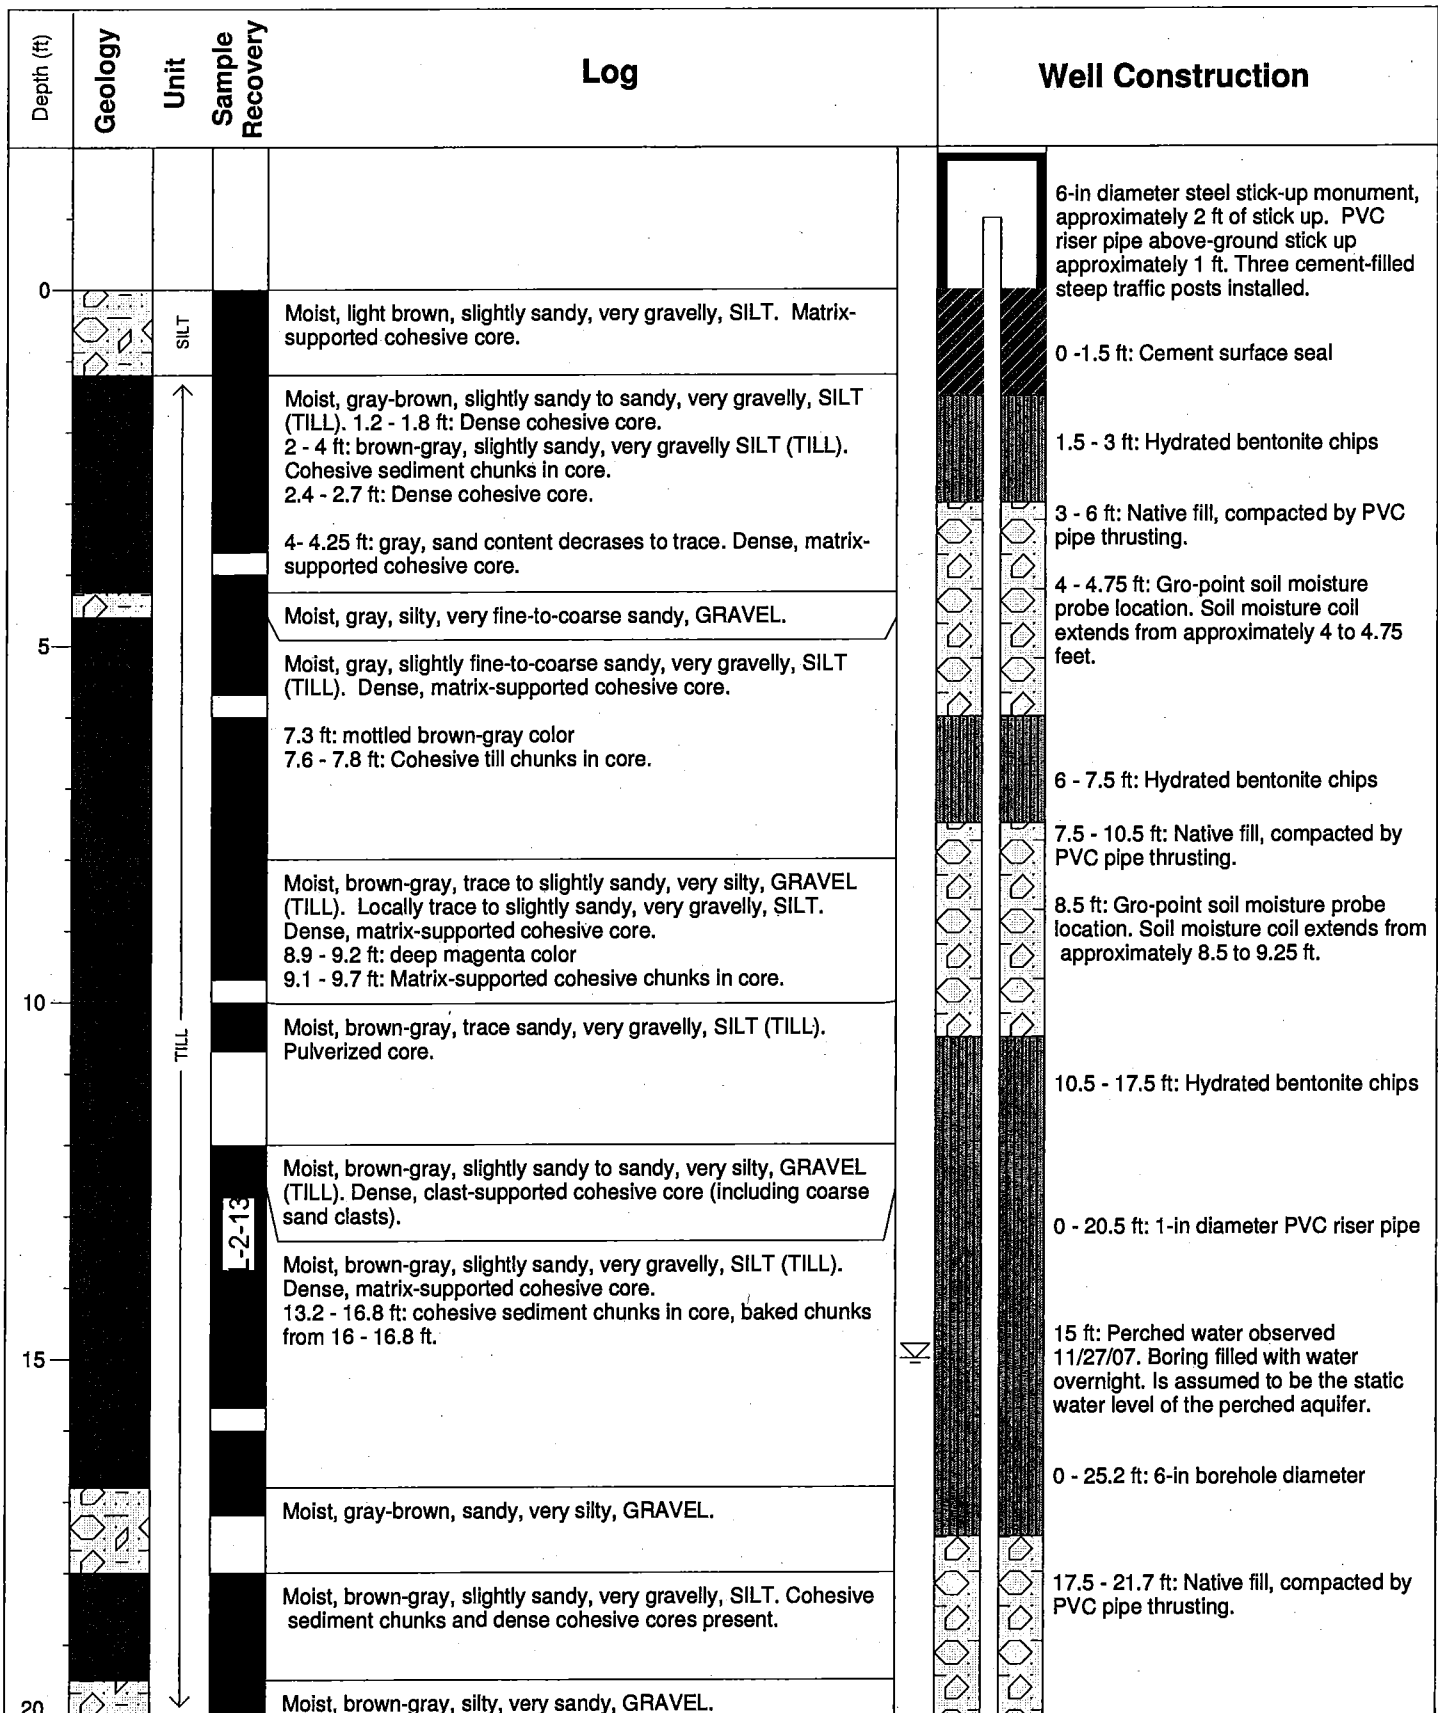 Depth (ft)
Geology
Unit
Sample
Recovery
Log
Well Construction
6-in diameter steel stick-up monument,
approximately 2 ft of stick up. PVC
riser pipe above-ground stick up
approximately 1 ft. Three cement-filled
steep traffic posts installed.
0
SILT
Moist, light brown, slightly sandy, very gravelly, SILT. Matrix-
supported cohesive core.
0 -1.5 ft: Cement surface seal
Moist, gray-brown, slightly sandy to sandy, very gravelly, SILT
(TILL). 1.2 - 1.8 ft: Dense cohesive core.
2 - 4 ft: brown-gray, slightly sandy, very gravelly SILT (TILL).
Cohesive sediment chunks in core.
2.4 - 2.7 ft: Dense cohesive core.
4- 4.25 ft: gray, sand content decrases to trace. Dense, matrix-
supported cohesive core.
1.5 - 3 ft: Hydrated bentonite chips
3 - 6 ft: Native fill, compacted by PVC
pipe thrusting.
4 - 4.75 ft: Gro-point soil moisture
probe location. Soil moisture coil
extends from approximately 4 to 4.75
feet.
Moist, gray, silty, very fine-to-coarse sandy, GRAVEL.
5
Moist, gray, slightly fine-to-coarse sandy, very gravelly, SILT
(TILL). Dense, matrix-supported cohesive core.
7.3 ft: mottled brown-gray color
7.6 - 7.8 ft: Cohesive till chunks in core.
6 - 7.5 ft: Hydrated bentonite chips
7.5 - 10.5 ft: Native fill, compacted by
PVC pipe thrusting.
Moist, brown-gray, trace to slightly sandy, very silty, GRAVEL
(TILL). Locally trace to slightly sandy, very gravelly, SILT.
Dense, matrix-supported cohesive core.
8.9 - 9.2 ft: deep magenta color
9.1 - 9.7 ft: Matrix-supported cohesive chunks in core.
8.5 ft: Gro-point soil moisture probe
location. Soil moisture coil extends from
approximately 8.5 to 9.25 ft.
10
TILL
Moist, brown-gray, trace sandy, very gravelly, SILT (TILL).
Pulverized core.
10.5 - 17.5 ft: Hydrated bentonite chips
Moist, brown-gray, slightly sandy to sandy, very silty, GRAVEL
(TILL). Dense, clast-supported cohesive core (including coarse
sand clasts).
L-2-13
0 - 20.5 ft: 1-in diameter PVC riser pipe
Moist, brown-gray, slightly sandy, very gravelly, SILT (TILL).
Dense, matrix-supported cohesive core.
13.2 - 16.8 ft: cohesive sediment chunks in core, baked chunks
from 16 - 16.8 ft.
15
15 ft: Perched water observed
11/27/07. Boring filled with water
overnight. Is assumed to be the static
water level of the perched aquifer.
0 - 25.2 ft: 6-in borehole diameter
Moist, gray-brown, sandy, very silty, GRAVEL.
Moist, brown-gray, slightly sandy, very gravelly, SILT. Cohesive
sediment chunks and dense cohesive cores present.
17.5 - 21.7 ft: Native fill, compacted by
PVC pipe thrusting.
20
Moist, brown-gray, silty, very sandy, GRAVEL.